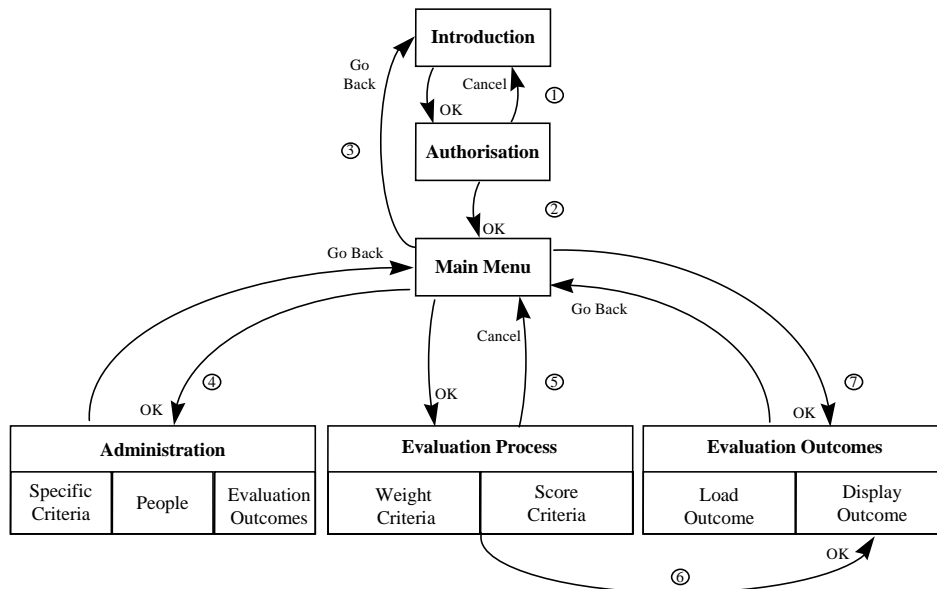 Introduction
Go
Back
Cancel
①
OK
Authorisation
③
②
OK
Go Back
Main Menu
Go Back
Cancel
④
⑤
⑦
OK
OK
OK
Administration
Evaluation Process
Evaluation Outcomes
Specific
Criteria
People
Evaluation
Outcomes
Weight
Criteria
Score
Criteria
Load
Outcome
Display
Outcome
OK
⑥